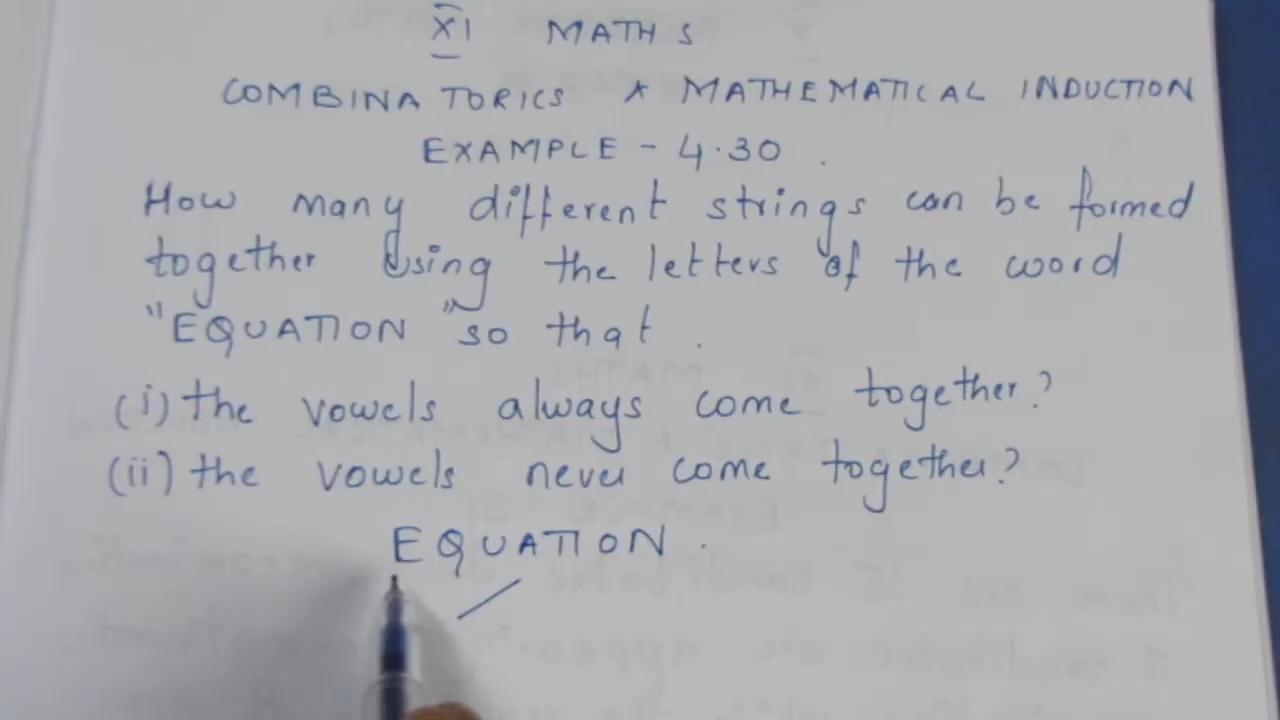 XI MATHS
COMBINATORICS & MATHEMATICAL INDUCTION
EXAMPLE - 4.30.
How many different strings can be formed
together using the letters of the word
"EQUATION" so that.
(i) the vowels always come together?
(ii) the vowels never come together?
EQUATION.